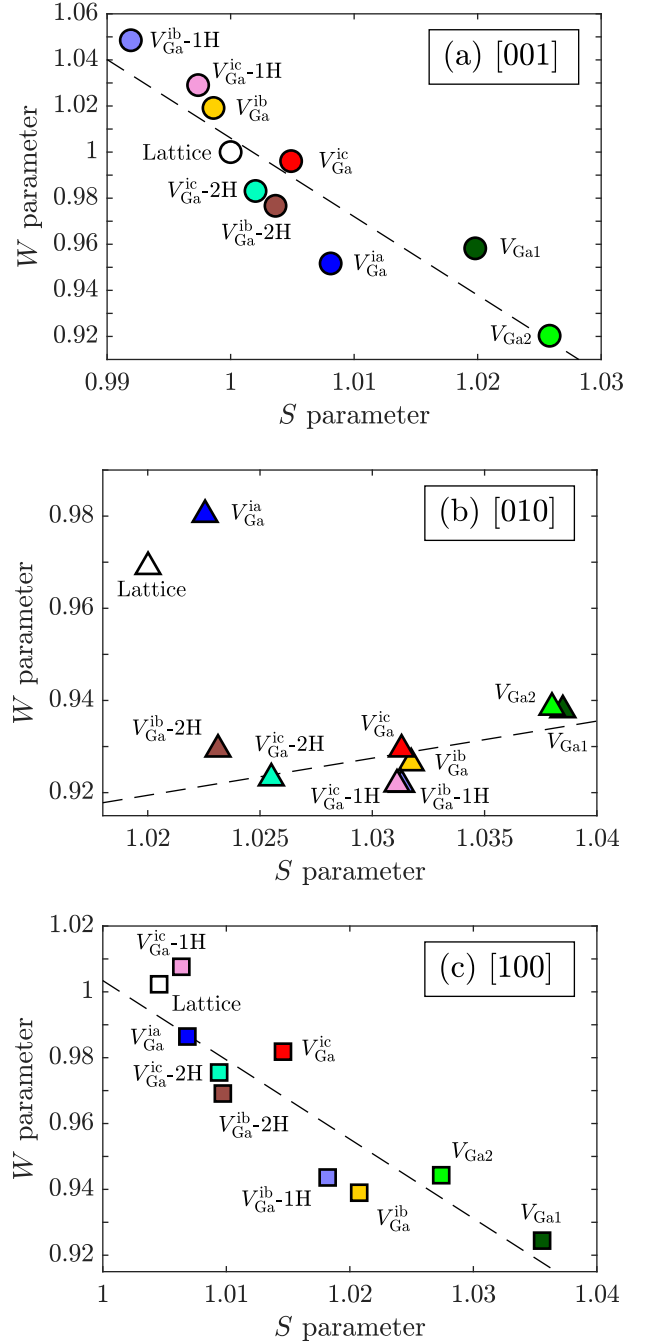 1.06
1.04
1.02
1
0.98
0.96
0.94
0.92
W parameter
(a) [001]
V_Ga^ib-1H
V_Ga^ic-1H
V_Ga^ib
Lattice
V_Ga^ic
V_Ga^ic-2H
V_Ga^ib-2H
V_Ga^ia
V_Ga1
V_Ga2
0.99 1 1.01 1.02 1.03
S parameter
0.98
0.96
0.94
0.92
W parameter
(b) [010]
V_Ga^ia
Lattice
V_Ga2
V_Ga1
V_Ga^ib-2H
V_Ga^ic-2H
V_Ga^ic
V_Ga^ib
V_Ga^ic-1H
V_Ga^ib-1H
1.02 1.025 1.03 1.035 1.04
S parameter
1.02
1
0.98
0.96
0.94
0.92
W parameter
(c) [100]
V_Ga^ic-1H
Lattice
V_Ga^ia
V_Ga^ic
V_Ga^ic-2H
V_Ga^ib-2H
V_Ga^ib-1H
V_Ga^ib
V_Ga2
V_Ga1
1 1.01 1.02 1.03 1.04
S parameter